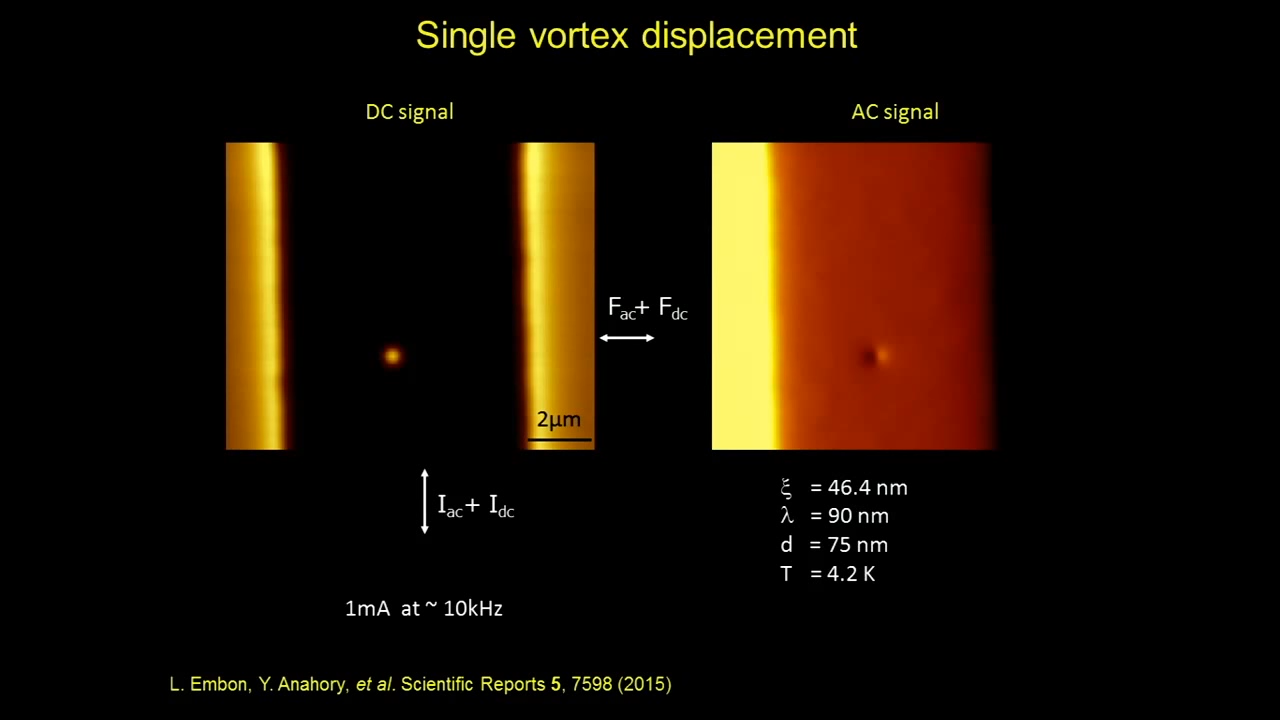 Single vortex displacement
DC signal
AC signal
Fac+ Fdc
2µm
Iac+ Idc
ξ = 46.4 nm
λ = 90 nm
d = 75 nm
T = 4.2 K
1mA at ~ 10kHz
L. Embon, Y. Anahory, et al. Scientific Reports 5, 7598 (2015)